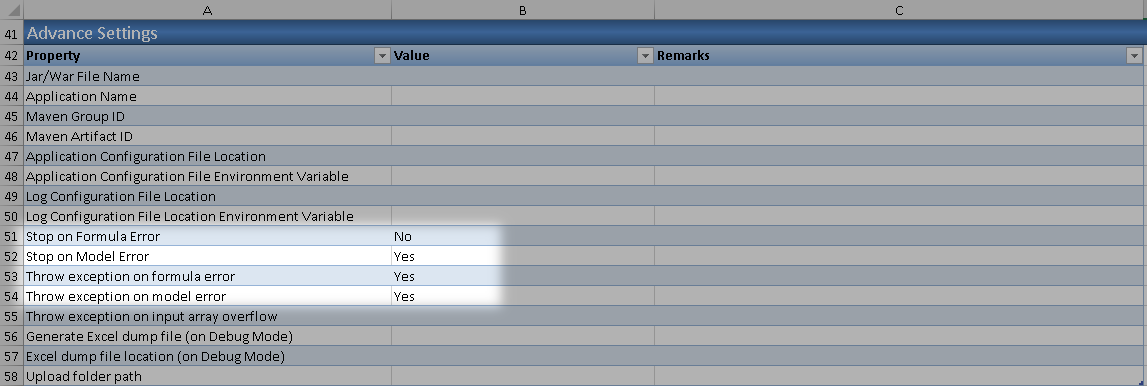 A B C
41 Advance Settings
42 Property Value Remarks
43 Jar/War File Name
44 Application Name
45 Maven Group ID
46 Maven Artifact ID
47 Application Configuration File Location
48 Application Configuration File Environment Variable
49 Log Configuration File Location
50 Log Configuration File Location Environment Variable
51 Stop on Formula Error No
52 Stop on Model Error Yes
53 Throw exception on formula error Yes
54 Throw exception on model error Yes
55 Throw exception on input array overflow
56 Generate Excel dump file (on Debug Mode)
57 Excel dump file location (on Debug Mode)
58 Upload folder path